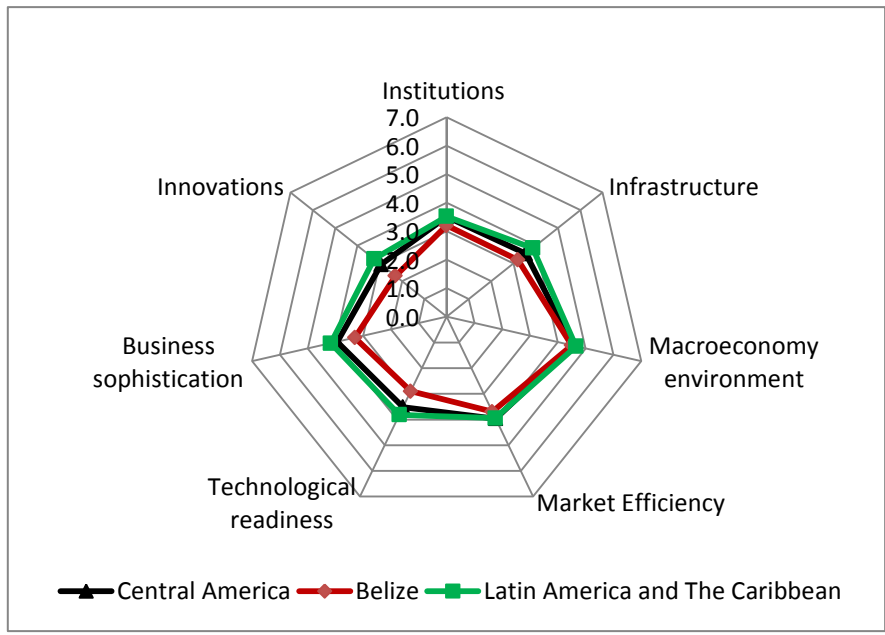 Institutions
7.0
6.0
5.0
4.0
3.0
2.0
1.0
0.0
Innovations
Infrastructure
Business
sophistication
Macroeconomy
environment
Technological
readiness
Market Efficiency
Central America
Belize
Latin America and The Caribbean